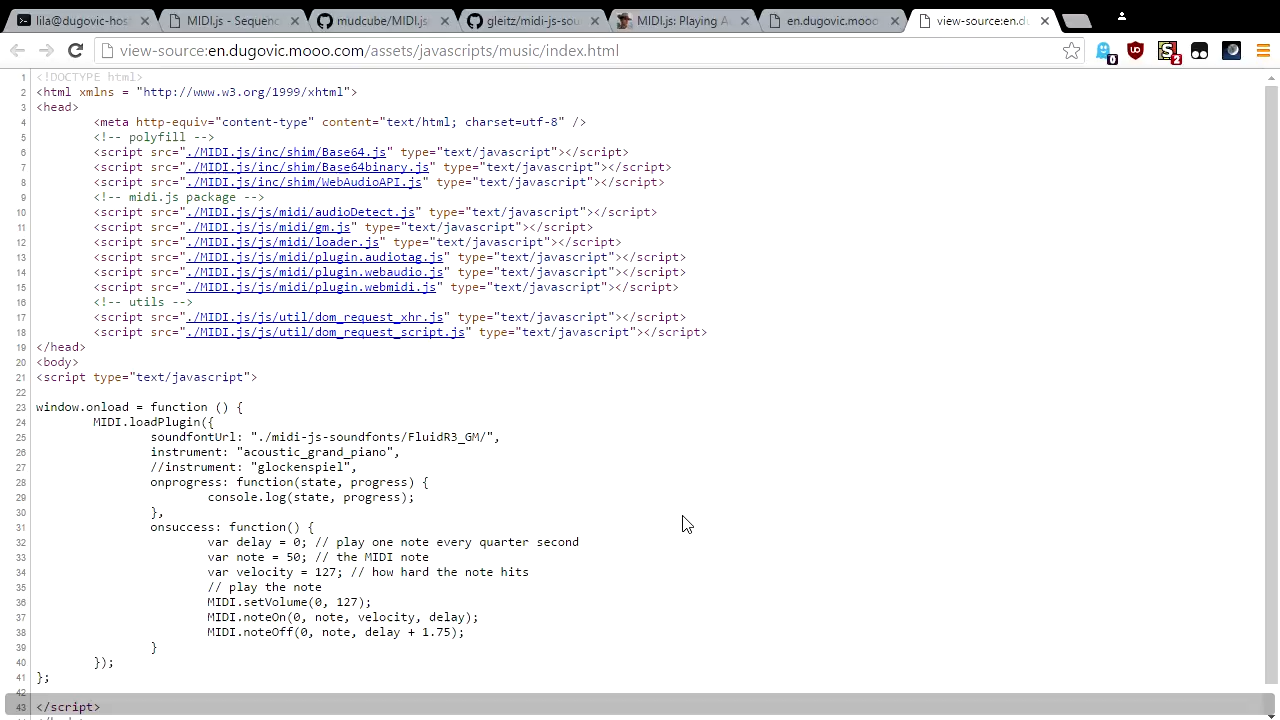 lila@dugovic-host
MIDI.js - Sequenc
mudcube/MIDI.js
gleitz/midi-js-sou
MIDI.js: Playing A
en.dugovic.mooo
view-source:en.d
view-source:en.dugovic.mooo.com/assets/javascripts/music/index.html
0
2
1 <!DOCTYPE html>
2 <html xmlns = "http://www.w3.org/1999/xhtml">
3 <head>
4 <meta http-equiv="content-type" content="text/html; charset=utf-8" />
5 <!-- polyfill -->
6 <script src="./MIDI.js/inc/shim/Base64.js" type="text/javascript"></script>
7 <script src="./MIDI.js/inc/shim/Base64binary.js" type="text/javascript"></script>
8 <script src="./MIDI.js/inc/shim/WebAudioAPI.js" type="text/javascript"></script>
9 <!-- midi.js package -->
10 <script src="./MIDI.js/js/midi/audioDetect.js" type="text/javascript"></script>
11 <script src="./MIDI.js/js/midi/gm.js" type="text/javascript"></script>
12 <script src="./MIDI.js/js/midi/loader.js" type="text/javascript"></script>
13 <script src="./MIDI.js/js/midi/plugin.audiotag.js" type="text/javascript"></script>
14 <script src="./MIDI.js/js/midi/plugin.webaudio.js" type="text/javascript"></script>
15 <script src="./MIDI.js/js/midi/plugin.webmidi.js" type="text/javascript"></script>
16 <!-- utils -->
17 <script src="./MIDI.js/js/util/dom_request_xhr.js" type="text/javascript"></script>
18 <script src="./MIDI.js/js/util/dom_request_script.js" type="text/javascript"></script>
19 </head>
20 <body>
21 <script type="text/javascript">
22
23 window.onload = function () {
24 MIDI.loadPlugin({
25 soundfontUrl: "./midi-js-soundfonts/FluidR3_GM/",
26 instrument: "acoustic_grand_piano",
27 //instrument: "glockenspiel",
28 onprogress: function(state, progress) {
29 console.log(state, progress);
30 },
31 onsuccess: function() {
32 var delay = 0; // play one note every quarter second
33 var note = 50; // the MIDI note
34 var velocity = 127; // how hard the note hits
35 // play the note
36 MIDI.setVolume(0, 127);
37 MIDI.noteOn(0, note, velocity, delay);
38 MIDI.noteOff(0, note, delay + 1.75);
39 }
40 });
41 };
42
43 </script>